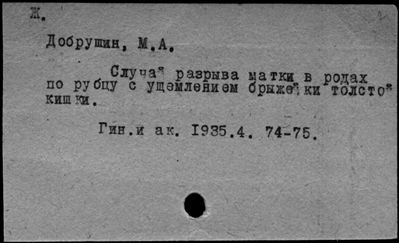 Ж.
Добрушин, М.А.
Случай разрыва матки в родах
по рубцу с ущемлением брыжейки толстой
кишки.
Гин.и ак. 1935.4. 74-75.